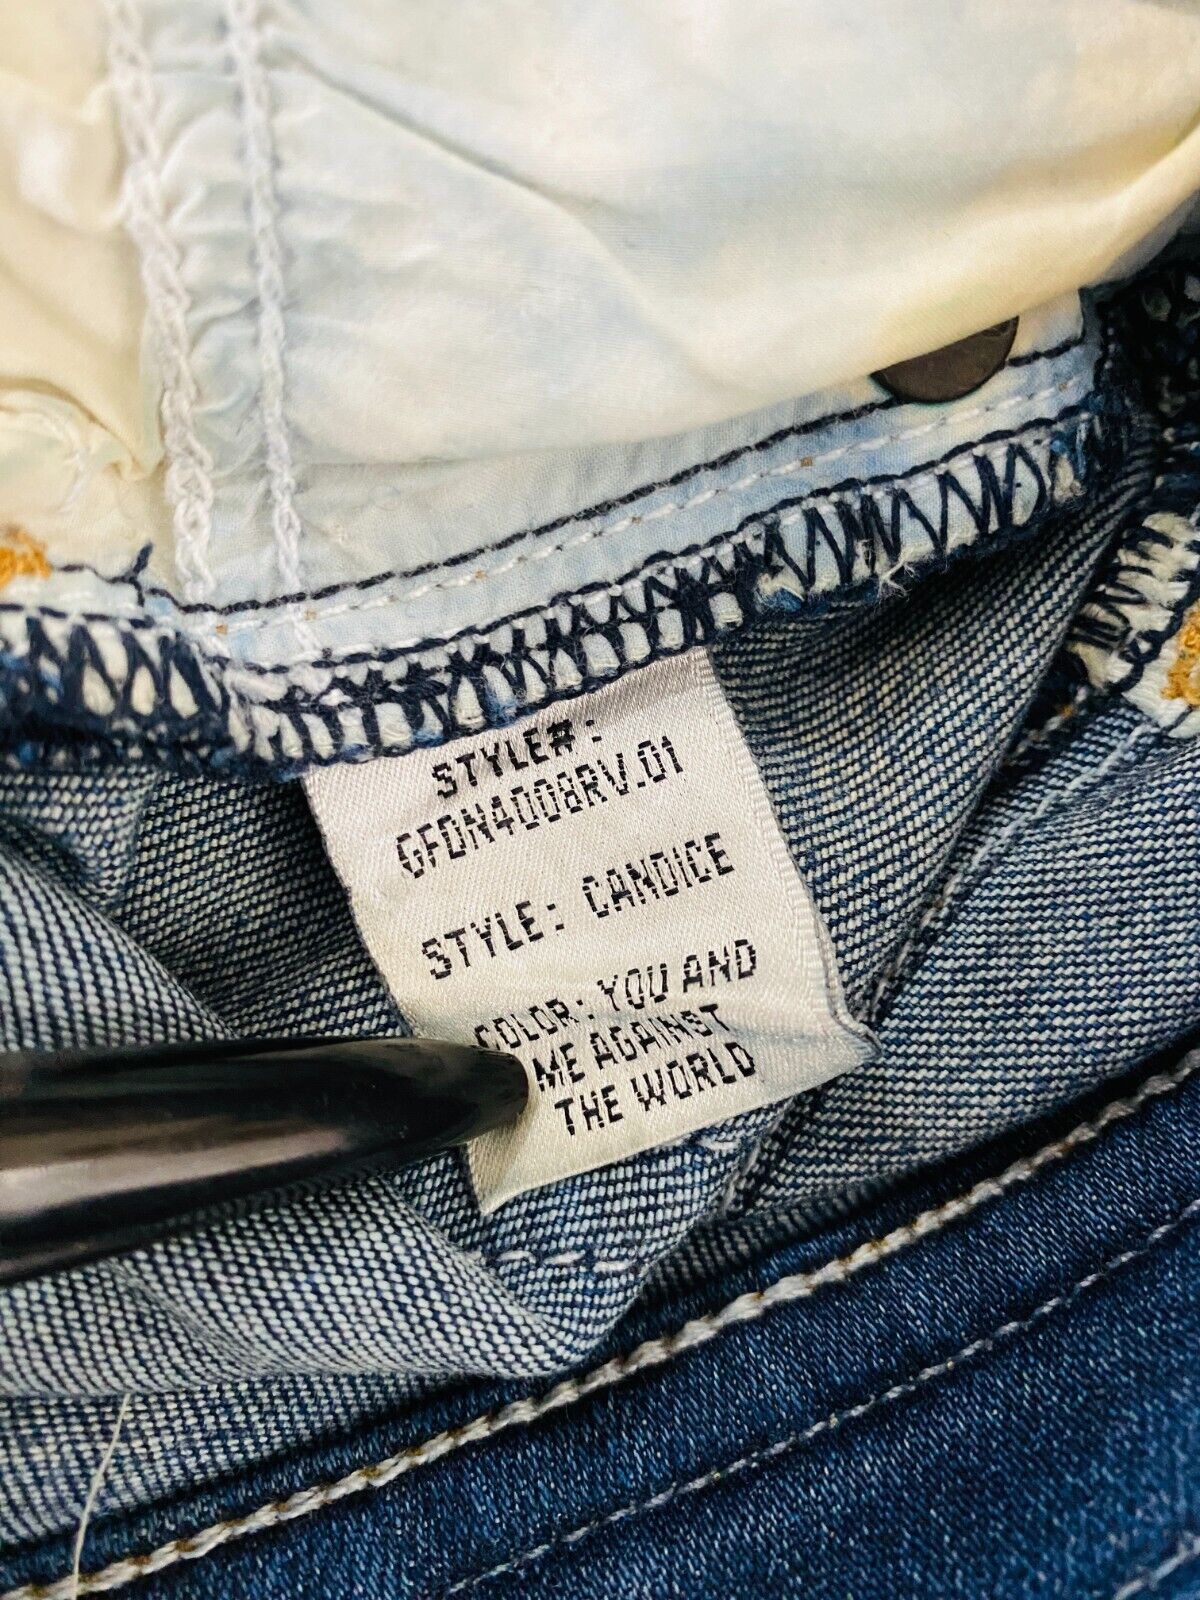 STYLE#:
GFDN4008RV.01
STYLE: CANDICE
COLOR: YOU AND
ME AGAINST
THE WORLD